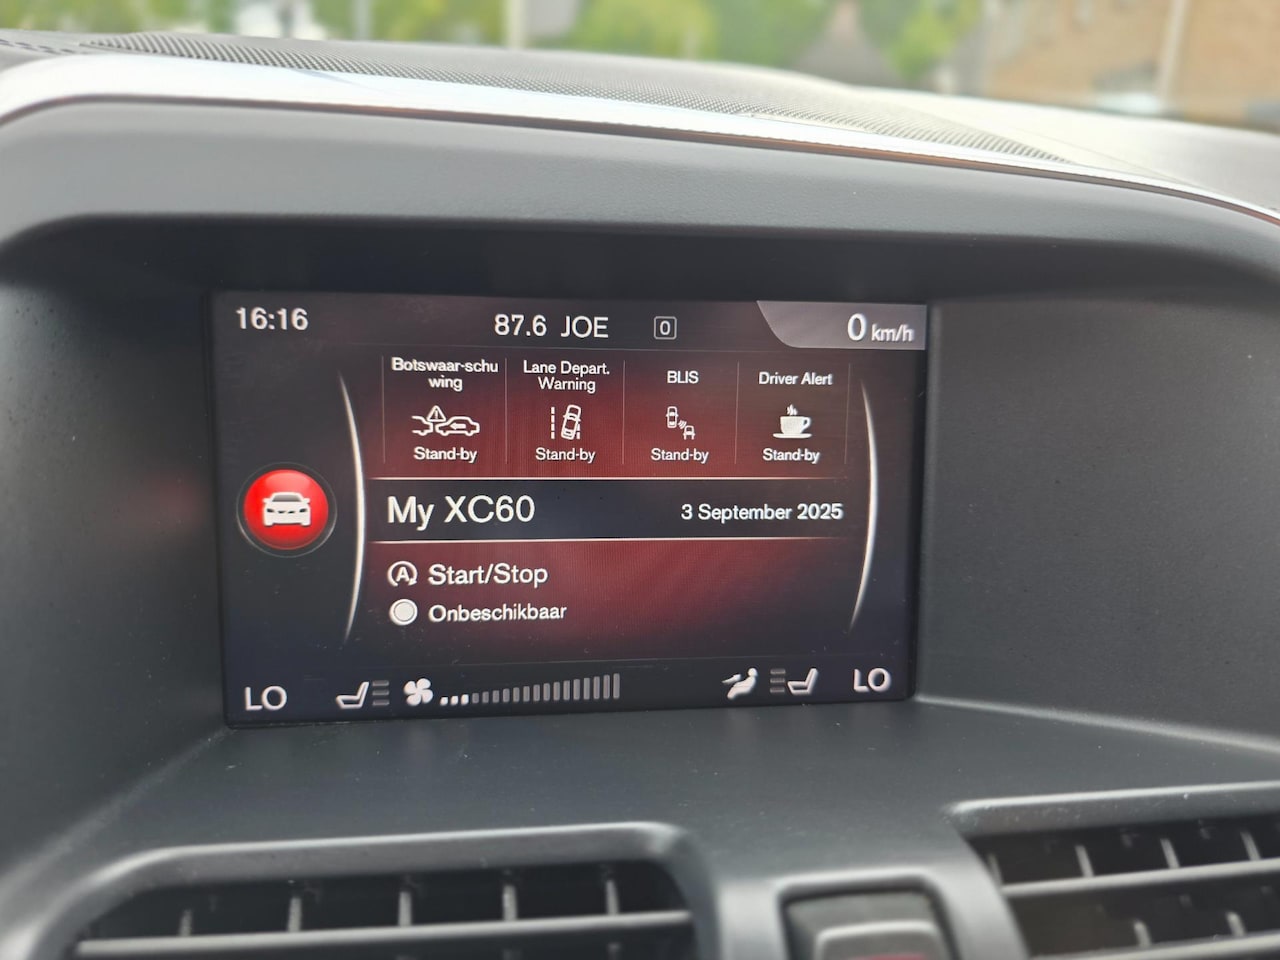 16:16 87.6 JOE 0 0 km/h
Botswaar-schu
wing
Lane Depart.
Warning
BLIS
Driver Alert
Stand-by Stand-by Stand-by Stand-by
My XC60 3 September 2025
A Start/Stop
Onbeschikbaar
LO LO